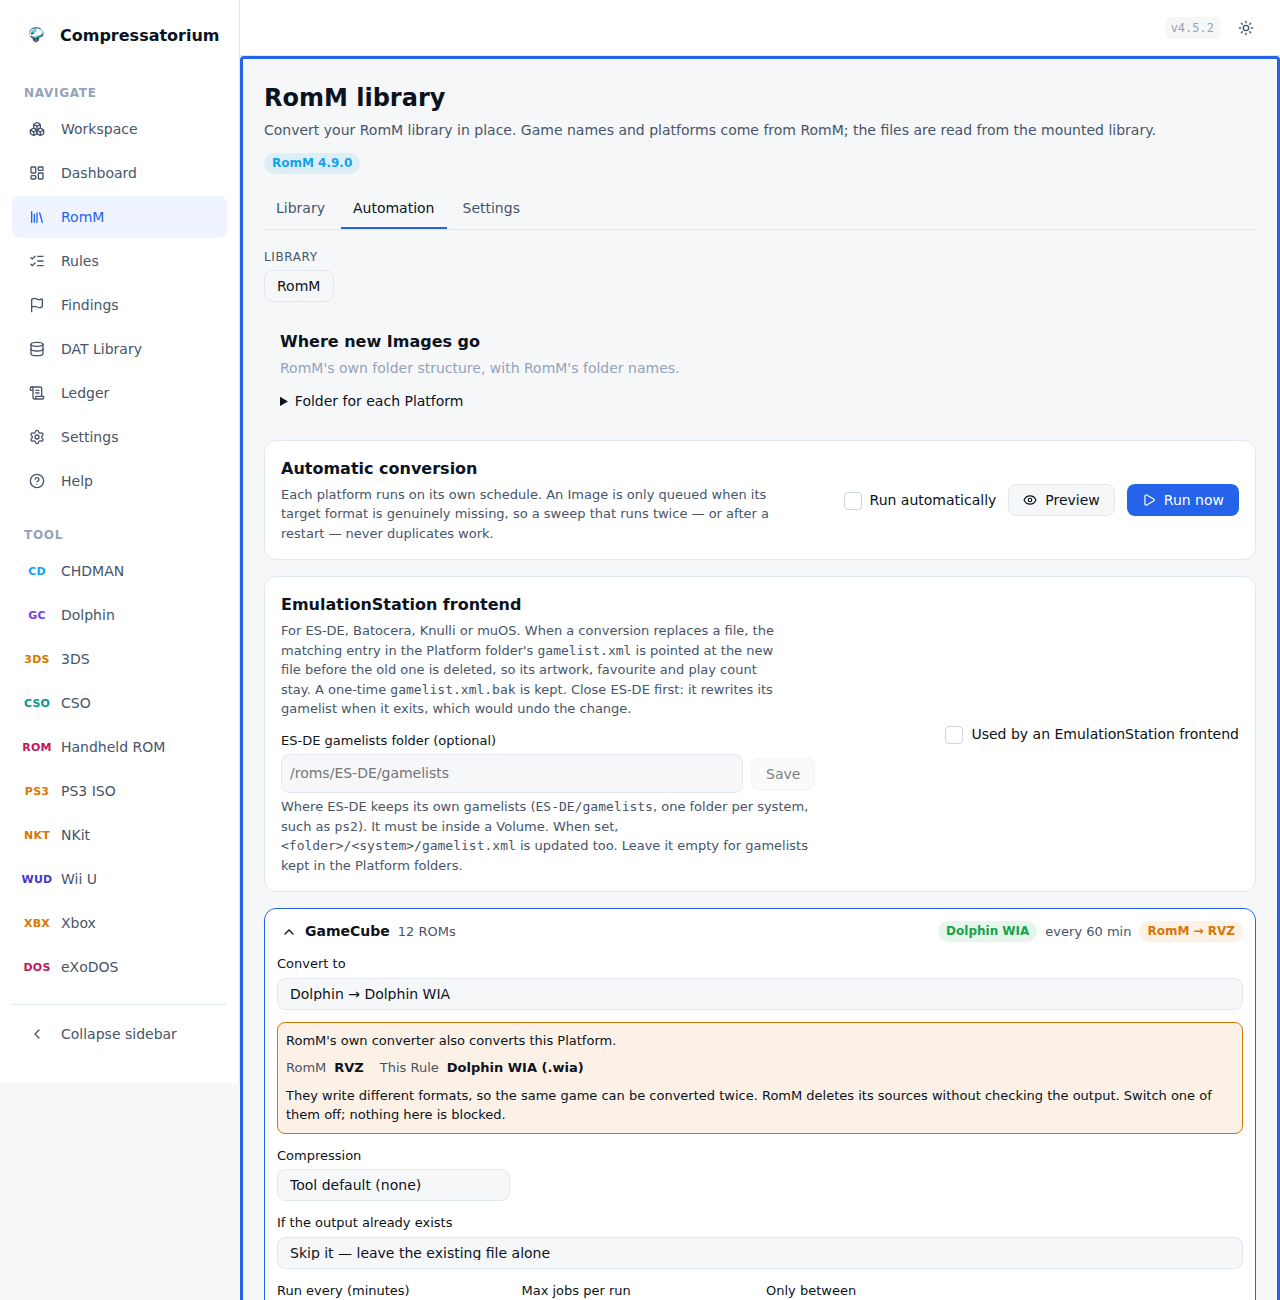 Compressatorium
v4.5.2
NAVIGATE
Workspace
Dashboard
RomM
Rules
Findings
DAT Library
Ledger
Settings
Help
TOOL
CD CHDMAN
GC Dolphin
3DS 3DS
CSO CSO
ROM Handheld ROM
PS3 PS3 ISO
NKT NKit
WUD Wii U
XBX Xbox
DOS eXoDOS
Collapse sidebar
RomM library
Convert your RomM library in place. Game names and platforms come from RomM; the files are read from the mounted library.
RomM 4.9.0
Library Automation Settings
LIBRARY
RomM
Where new Images go
RomM's own folder structure, with RomM's folder names.
Folder for each Platform
Automatic conversion
Each platform runs on its own schedule. An Image is only queued when its
target format is genuinely missing, so a sweep that runs twice — or after a
restart — never duplicates work.
Run automatically Preview Run now
EmulationStation frontend
For ES-DE, Batocera, Knulli or muOS. When a conversion replaces a file, the
matching entry in the Platform folder's gamelist.xml is pointed at the new
file before the old one is deleted, so its artwork, favourite and play count
stay. A one-time gamelist.xml.bak is kept. Close ES-DE first: it rewrites its
gamelist when it exits, which would undo the change.
ES-DE gamelists folder (optional)
/roms/ES-DE/gamelists Save
Where ES-DE keeps its own gamelists (ES-DE/gamelists, one folder per system,
such as ps2). It must be inside a Volume. When set,
<folder>/<system>/gamelist.xml is updated too. Leave it empty for gamelists
kept in the Platform folders.
Used by an EmulationStation frontend
GameCube 12 ROMs Dolphin WIA every 60 min RomM → RVZ
Convert to
Dolphin → Dolphin WIA
RomM's own converter also converts this Platform.
RomM RVZ This Rule Dolphin WIA (.wia)
They write different formats, so the same game can be converted twice. RomM deletes its sources without checking the output. Switch one of
them off; nothing here is blocked.
Compression
Tool default (none)
If the output already exists
Skip it — leave the existing file alone
Run every (minutes) Max jobs per run Only between